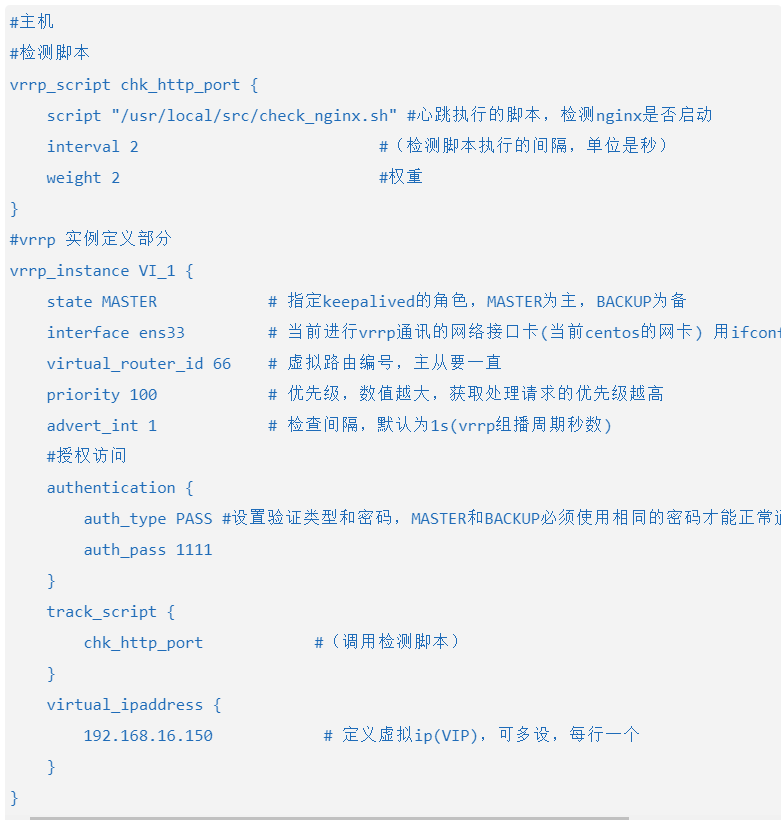 #主机
#检测脚本
vrrp_script chk_http_port {
    script "/usr/local/src/check_nginx.sh" #心跳执行的脚本，检测nginx是否启动
    interval 2                          #（检测脚本执行的间隔，单位是秒）
    weight 2                            #权重
}
#vrrp 实例定义部分
vrrp_instance VI_1 {
    state MASTER            # 指定keepalived的角色，MASTER为主，BACKUP为备
    interface ens33         # 当前进行vrrp通讯的网络接口卡(当前centos的网卡) 用ifconf
    virtual_router_id 66    # 虚拟路由编号，主从要一直
    priority 100            # 优先级，数值越大，获取处理请求的优先级越高
    advert_int 1            # 检查间隔，默认为1s(vrrp组播周期秒数)
    #授权访问
    authentication {
        auth_type PASS #设置验证类型和密码，MASTER和BACKUP必须使用相同的密码才能正常
        auth_pass 1111
    }
    track_script {
        chk_http_port            #（调用检测脚本）
    }
    virtual_ipaddress {
        192.168.16.150            # 定义虚拟ip(VIP)，可多设，每行一个
    }
}